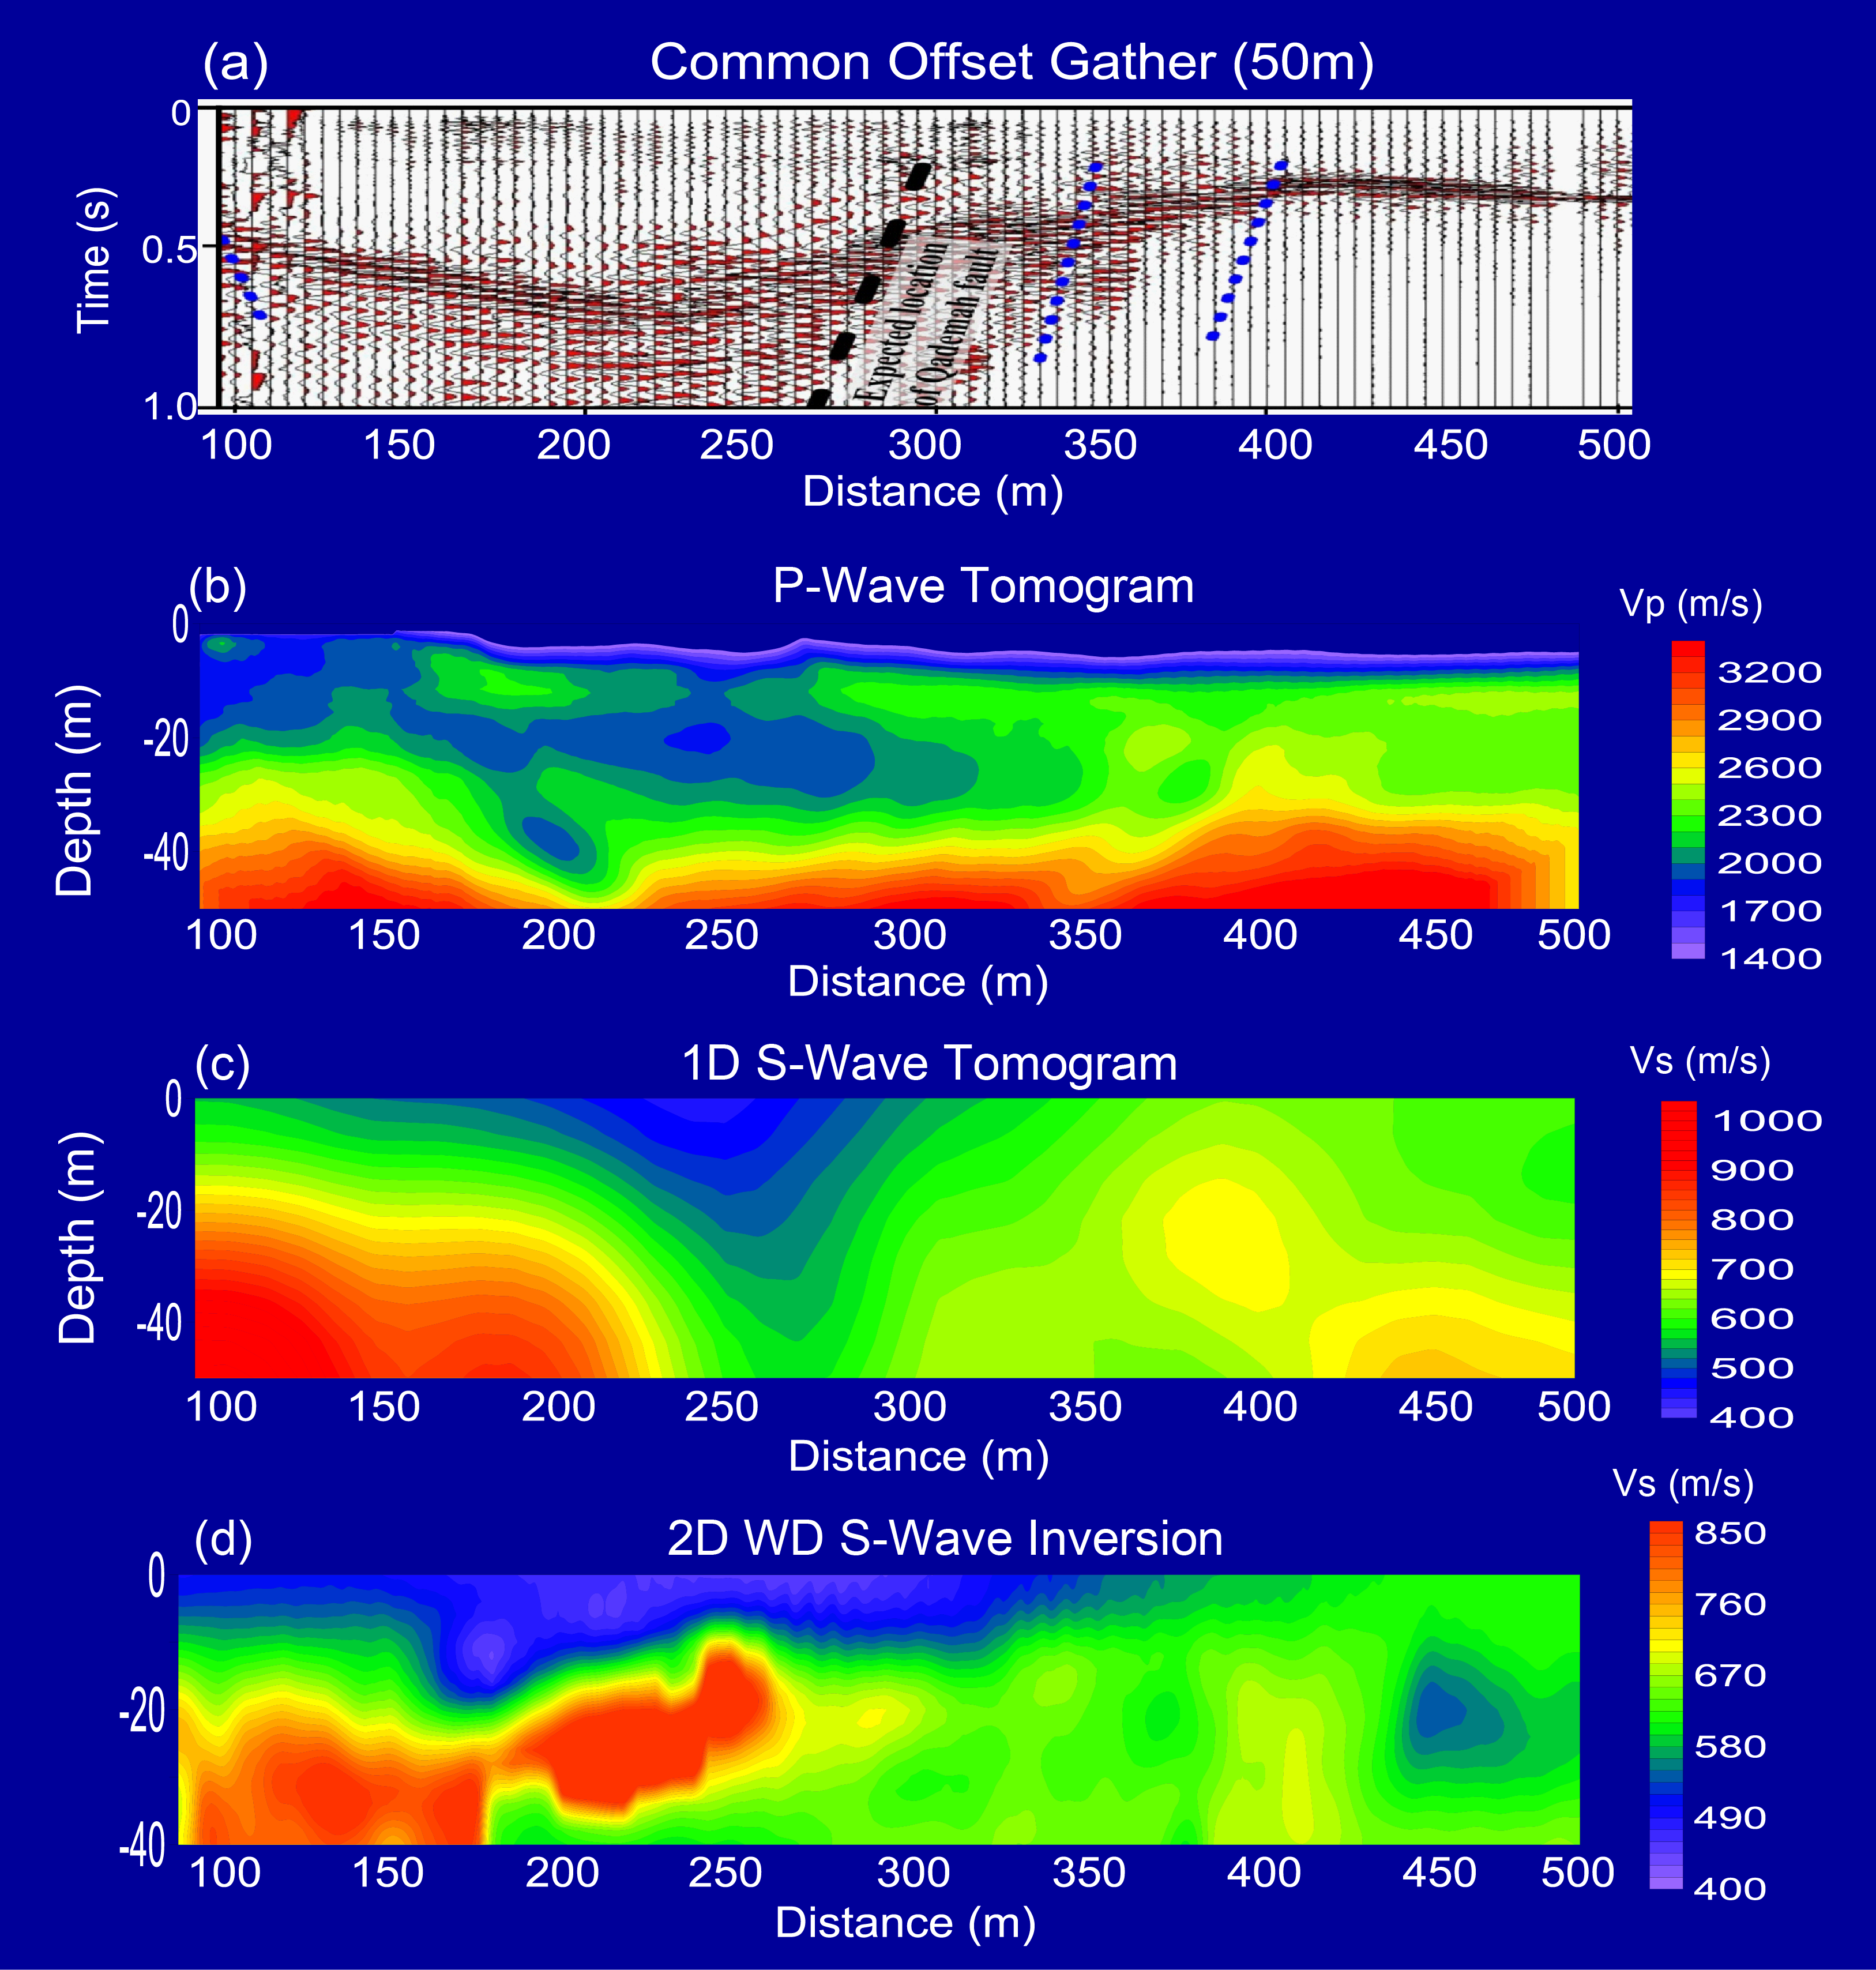 (a) Common Offset Gather (50m)
Time (s)
0
0.5
1.0
Expected location
of Qademah fault
100 150 200 250 300 350 400 450 500
Distance (m)
(b) P-Wave Tomogram
Vp (m/s)
Depth (m)
0
-20
-40
3200
2900
2600
2300
2000
1700
1400
100 150 200 250 300 350 400 450 500
Distance (m)
(c) 1D S-Wave Tomogram
Vs (m/s)
Depth (m)
0
-20
-40
1000
900
800
700
600
500
400
100 150 200 250 300 350 400 450 500
Distance (m)
Vs (m/s)
(d) 2D WD S-Wave Inversion
0
-20
-40
850
760
670
580
490
400
100 150 200 250 300 350 400 450 500
Distance (m)